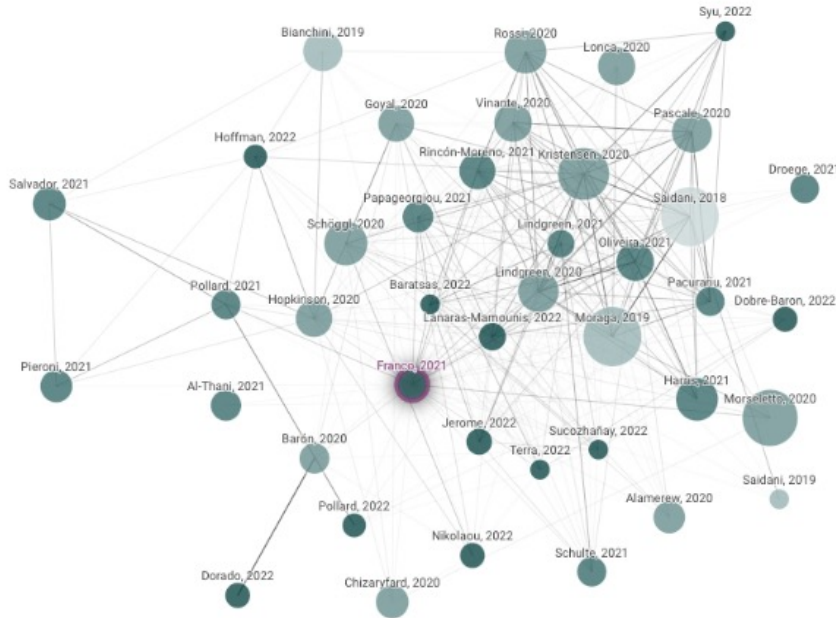 Syu, 2022
Bianchini, 2019
Rossi, 2020
Lonca, 2020
Goyal, 2020
Vinante, 2020
Pascale, 2020
Hoffman, 2022
Rincón-Moreno, 2021
Kristensen, 2020
Droege, 2021
Salvador, 2021
Papageorgiou, 2021
Saidani, 2018
Schöggl, 2020
Lindgreen, 2021
Oliveira, 2021
Pollard, 2021
Baratsas, 2022
Lindgreen, 2020
Pacurariu, 2021
Hopkinson, 2020
Lanaras-Mamounis, 2022
Moraga, 2019
Dobre-Baron, 2022
Pieroni, 2021
Franco, 2021
Al-Thani, 2021
Harus, 2021
Morseletto, 2020
Barón, 2020
Jerome, 2022
Sucozhañay, 2022
Terra, 2022
Saidani, 2019
Pollard, 2022
Alamerew, 2020
Nikolaou, 2022
Schulte, 2021
Dorado, 2022
Chizaryfard, 2020